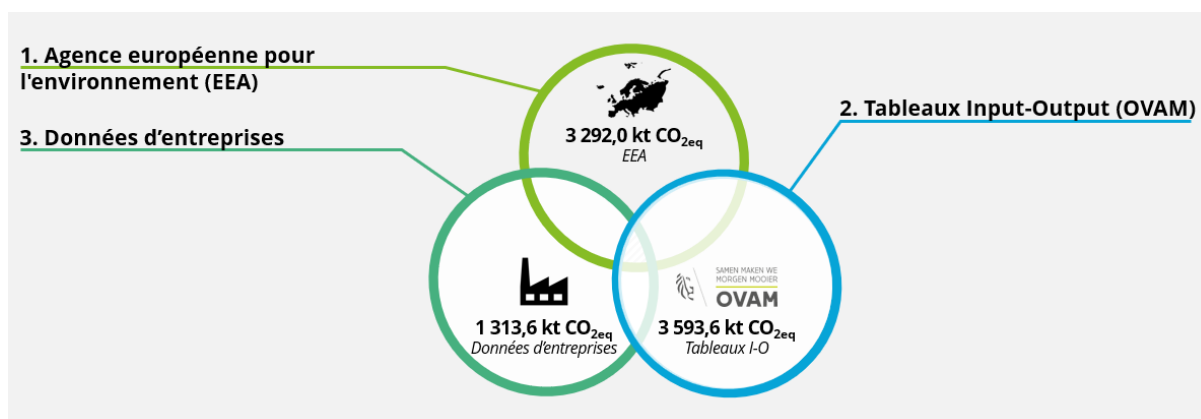 1. Agence européenne pour
l'environnement (EEA)
3. Données d’entreprises
2. Tableaux Input-Output (OVAM)
3 292,0 kt CO2eq
EEA
SAMEN MAKEN WE
MORGEN MOOIER
OVAM
1 313,6 kt CO2eq
Données d’entreprises
3 593,6 kt CO2eq
Tableaux I-O